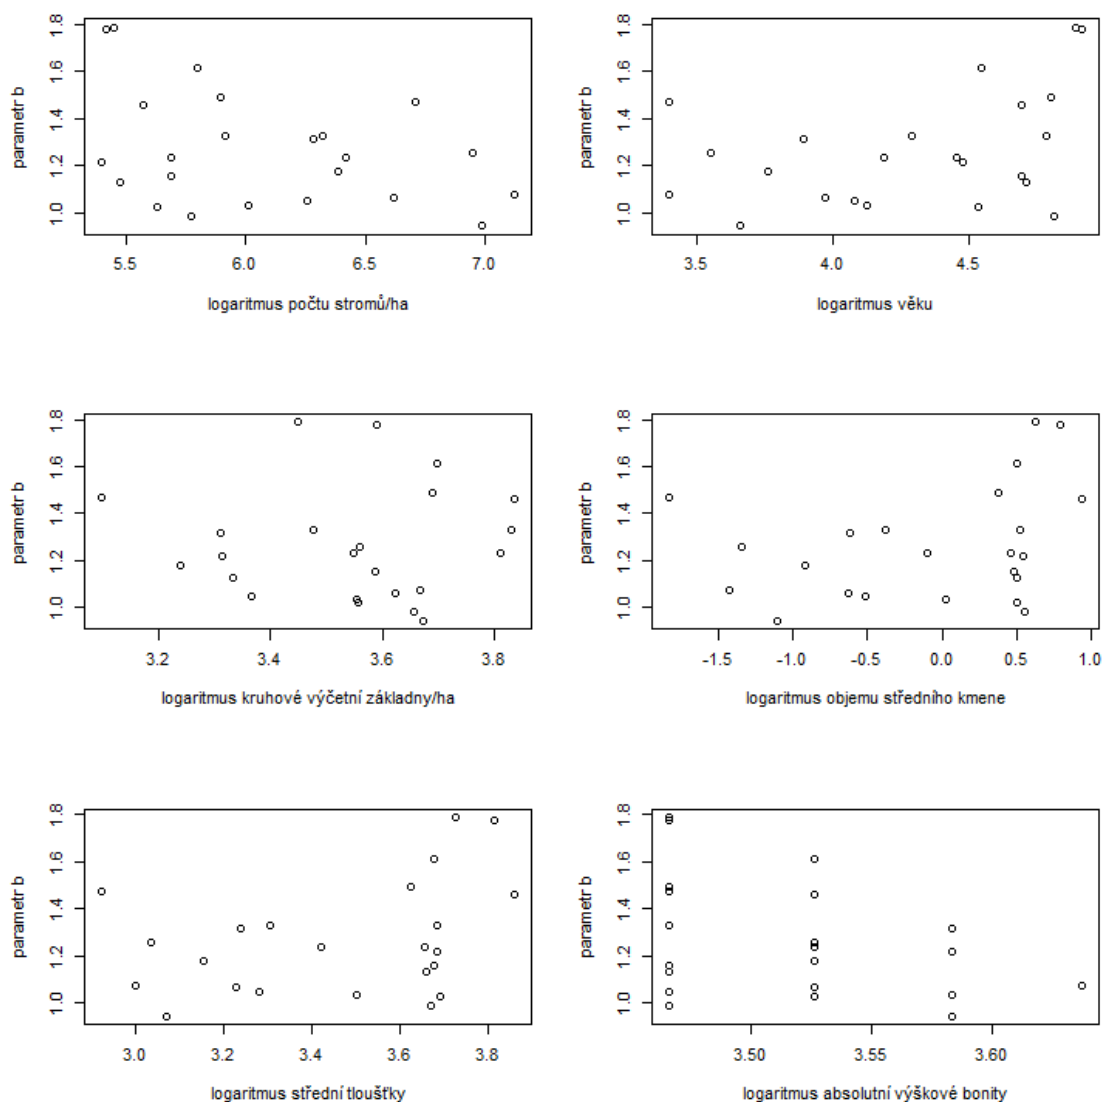 parametr b
1.0 1.2 1.4 1.6 1.8
5.5 6.0 6.5 7.0
logaritmus počtu stromů/ha
parametr b
1.0 1.2 1.4 1.6 1.8
3.5 4.0 4.5
logaritmus věku
parametr b
1.0 1.2 1.4 1.6 1.8
3.2 3.4 3.6 3.8
logaritmus kruhové výčetní základny/ha
parametr b
1.0 1.2 1.4 1.6 1.8
-1.5 -1.0 -0.5 0.0 0.5 1.0
logaritmus objemu středního kmene
parametr b
1.0 1.2 1.4 1.6 1.8
3.0 3.2 3.4 3.6 3.8
logaritmus střední tloušťky
parametr b
1.0 1.2 1.4 1.6 1.8
3.50 3.55 3.60
logaritmus absolutní výškové bonity